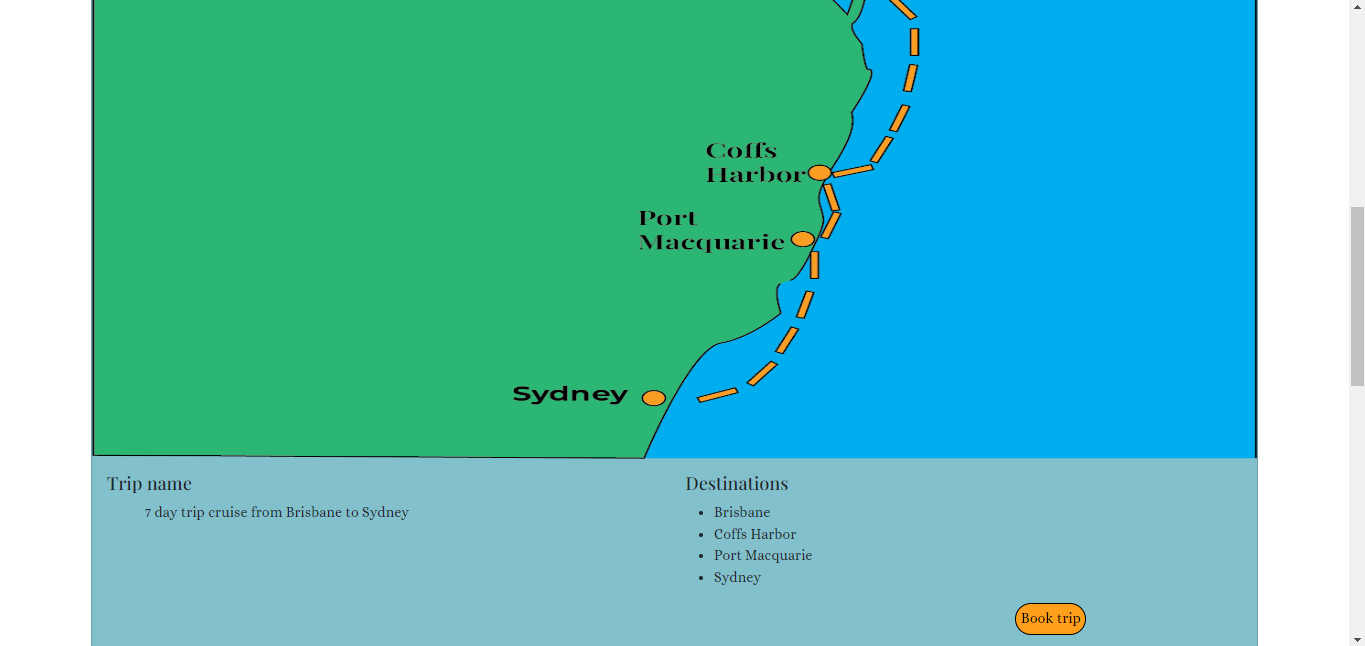 Coffs
Harbor
Port
Macquarie
Sydney
Trip name
7 day trip cruise from Brisbane to Sydney
Destinations
Brisbane
Coffs Harbor
Port Macquarie
Sydney
Book trip